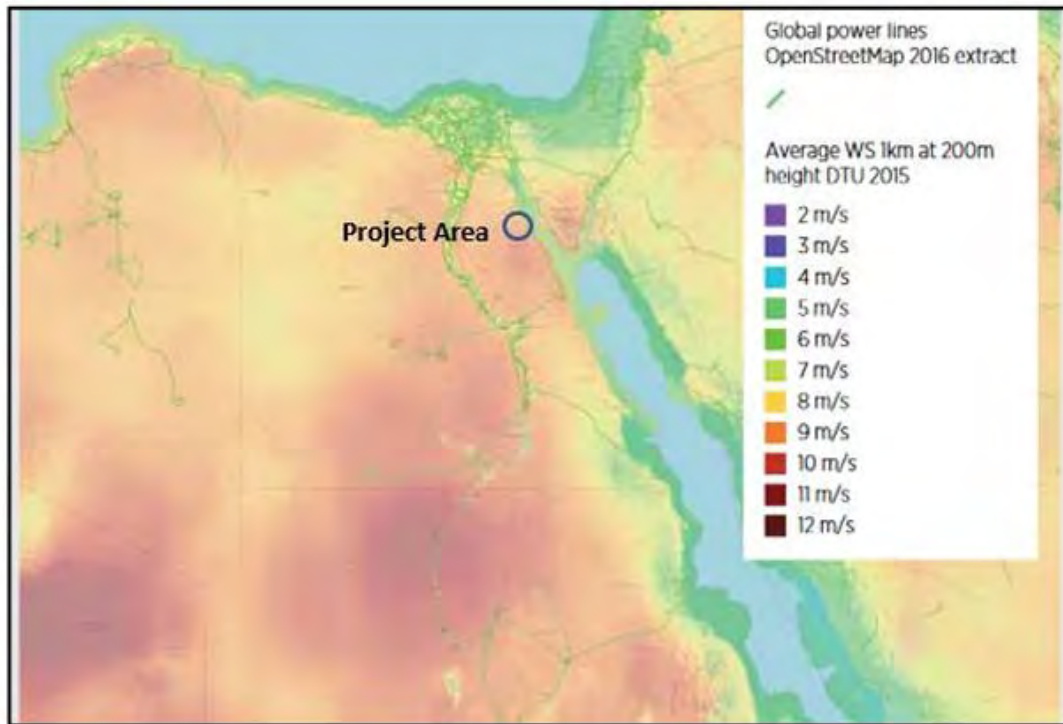 Global power lines
OpenStreetMap 2016 extract
Average WS 1km at 200m
height DTU 2015
2 m/s
3 m/s
4 m/s
5 m/s
6 m/s
7 m/s
8 m/s
9 m/s
10 m/s
11 m/s
12 m/s
Project Area